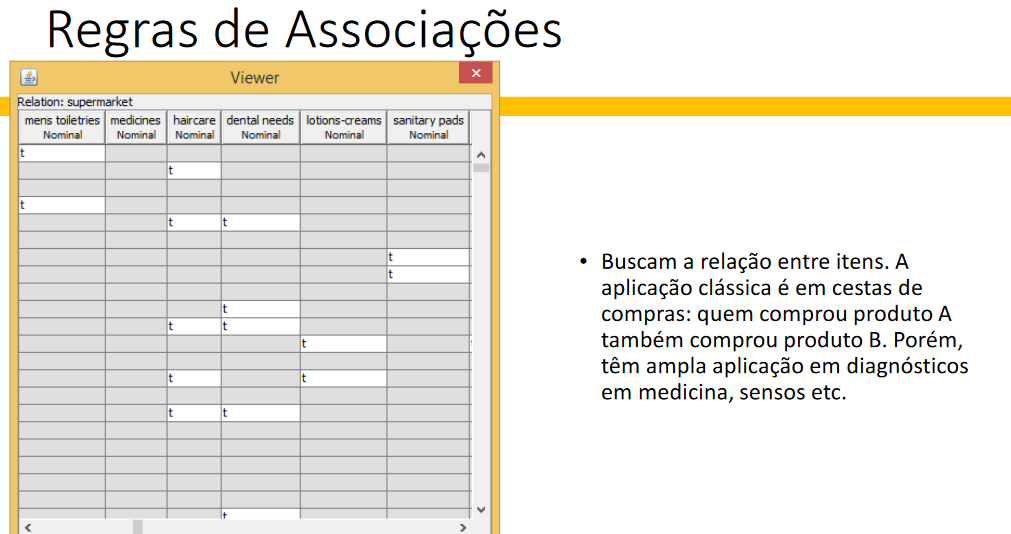 Regras de Associações
Viewer
Relation: supermarket
mens toiletries medicines haircare dental needs lotions-creams sanitary pads
Nominal Nominal Nominal Nominal Nominal Nominal
t
t
t
t t
t
t
t
t t
t
t t
t t
t
• Buscam a relação entre itens. A
aplicação clássica é em cestas de
compras: quem comprou produto A
também comprou produto B. Porém,
têm ampla aplicação em diagnósticos
em medicina, sensos etc.